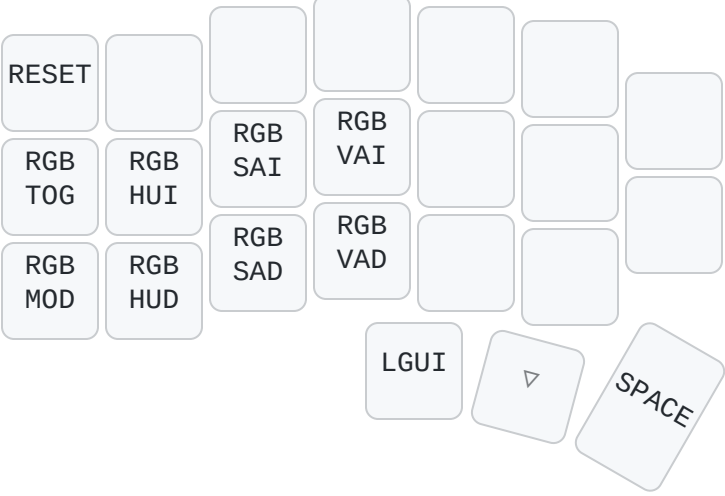 RESET
RGB
TOG
RGB
HUI
RGB
SAI
RGB
VAI
RGB
MOD
RGB
HUD
RGB
SAD
RGB
VAD
LGUI
▽
SPACE